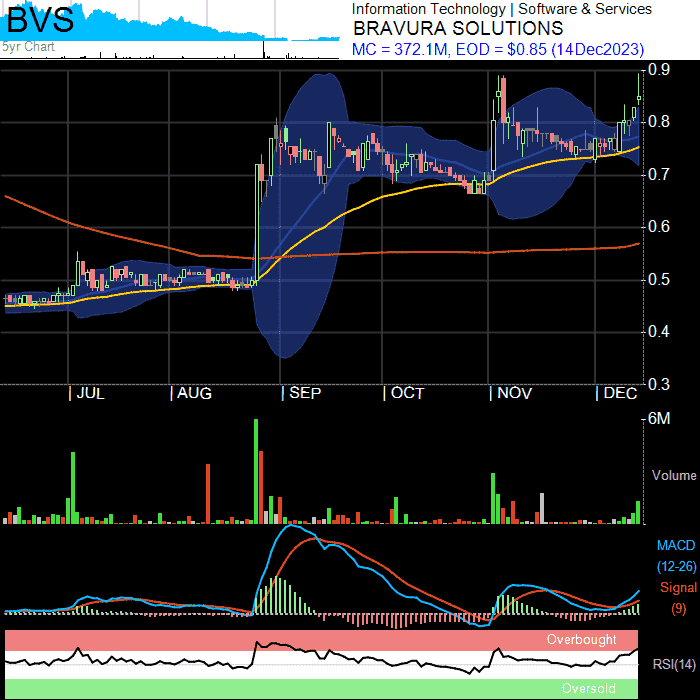 BVS
5yr Chart
Information Technology | Software & Services
BRAVURA SOLUTIONS
MC = 372.1M, EOD = $0.85 (14Dec2023)
0.9
0.8
0.7
0.6
0.5
0.4
0.3
| JUL | AUG | SEP | OCT | NOV | DEC
6M
Volume
MACD
(12-26)
Signal
(9)
Overbought
RSI(14)
Oversold